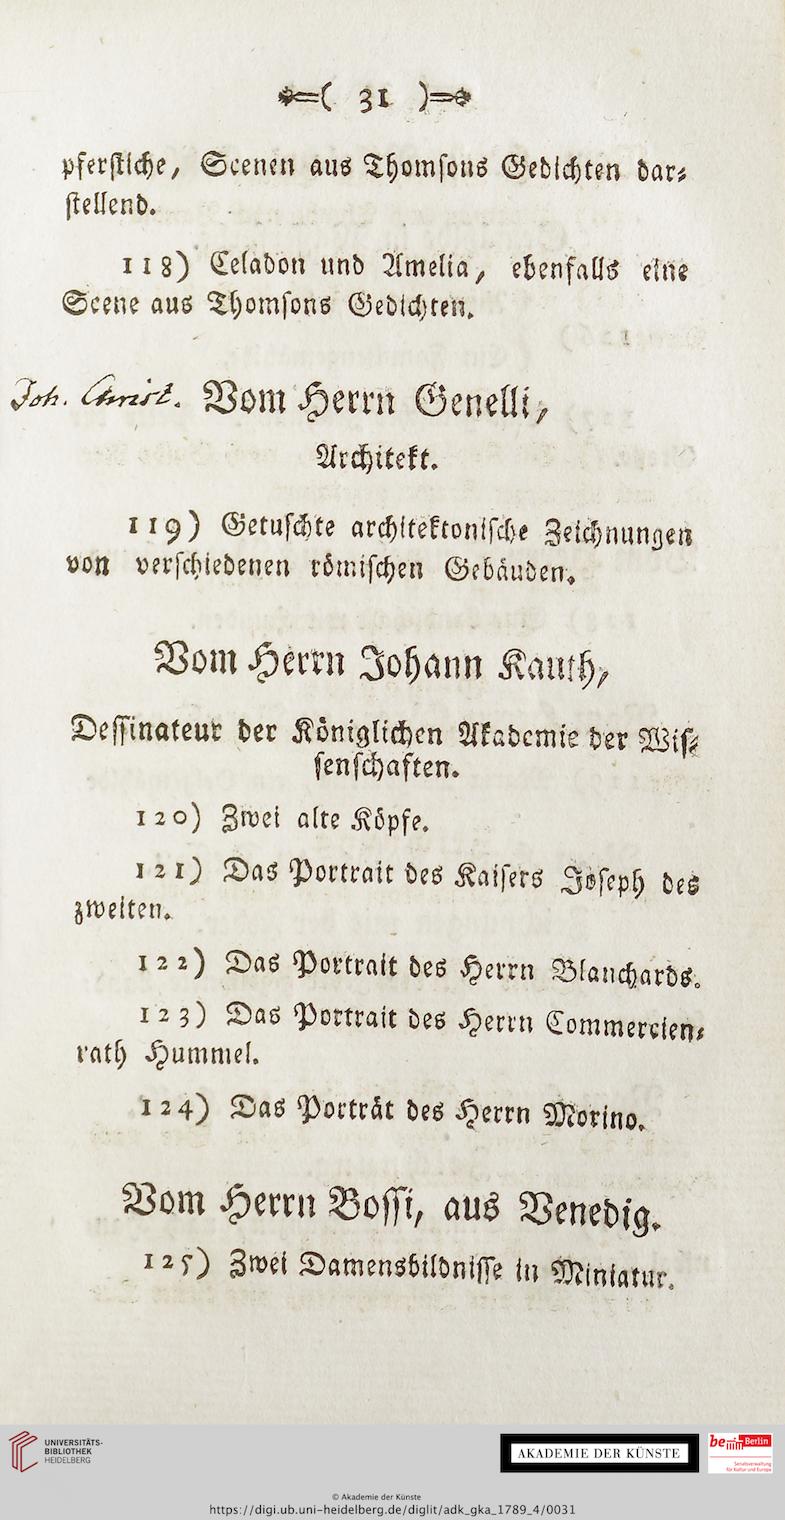 ( 31 )
pferstiche, Scenen aus Thomsons Gedichten dar-
stellend.
118) Celadon und Amelia, ebenfalls eine
Scene aus Thomsons Gedichten.
Joh. Christ. Vom Herrn Genelli,
Architekt.
119) Getuschte architektonische Zeichnungen
von verschiedenen römischen Gebäuden.
Vom Herrn Johann Kauth,
Dessinateur der Königlichen Akademie der Wis-
senschaften.
120) Zwei alte Köpfe.
121) Das Portrait des Kaisers Joseph des
zweiten.
122) Das Portrait des Herrn Blanchards.
123) Das Portrait des Herrn Commercien-
rath Hummel.
124) Das Porträt des Herrn Morino.
Vom Herrn Bossi, aus Venedig.
125) Zwei Damensbildnisse in Miniatur.
UNIVERSITÄTS-
BIBLIOTHEK
HEIDELBERG
AKADEMIE DER KÜNSTE
be Berlin
Senatsverwaltung
für Kultur und Europa
© Akademie der Künste
https://digi.ub.uni-heidelberg.de/diglit/adk_gka_1789_4/0031